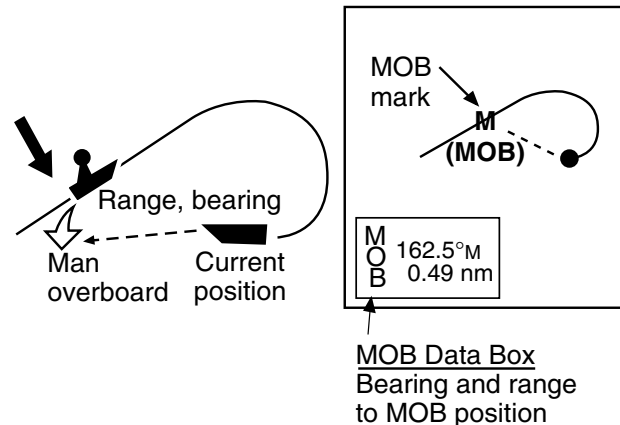 Range, bearing
Man
overboard
Current
position
MOB
mark
M
(MOB)
M
O
B
162.5°M
0.49 nm
MOB Data Box
Bearing and range
to MOB position